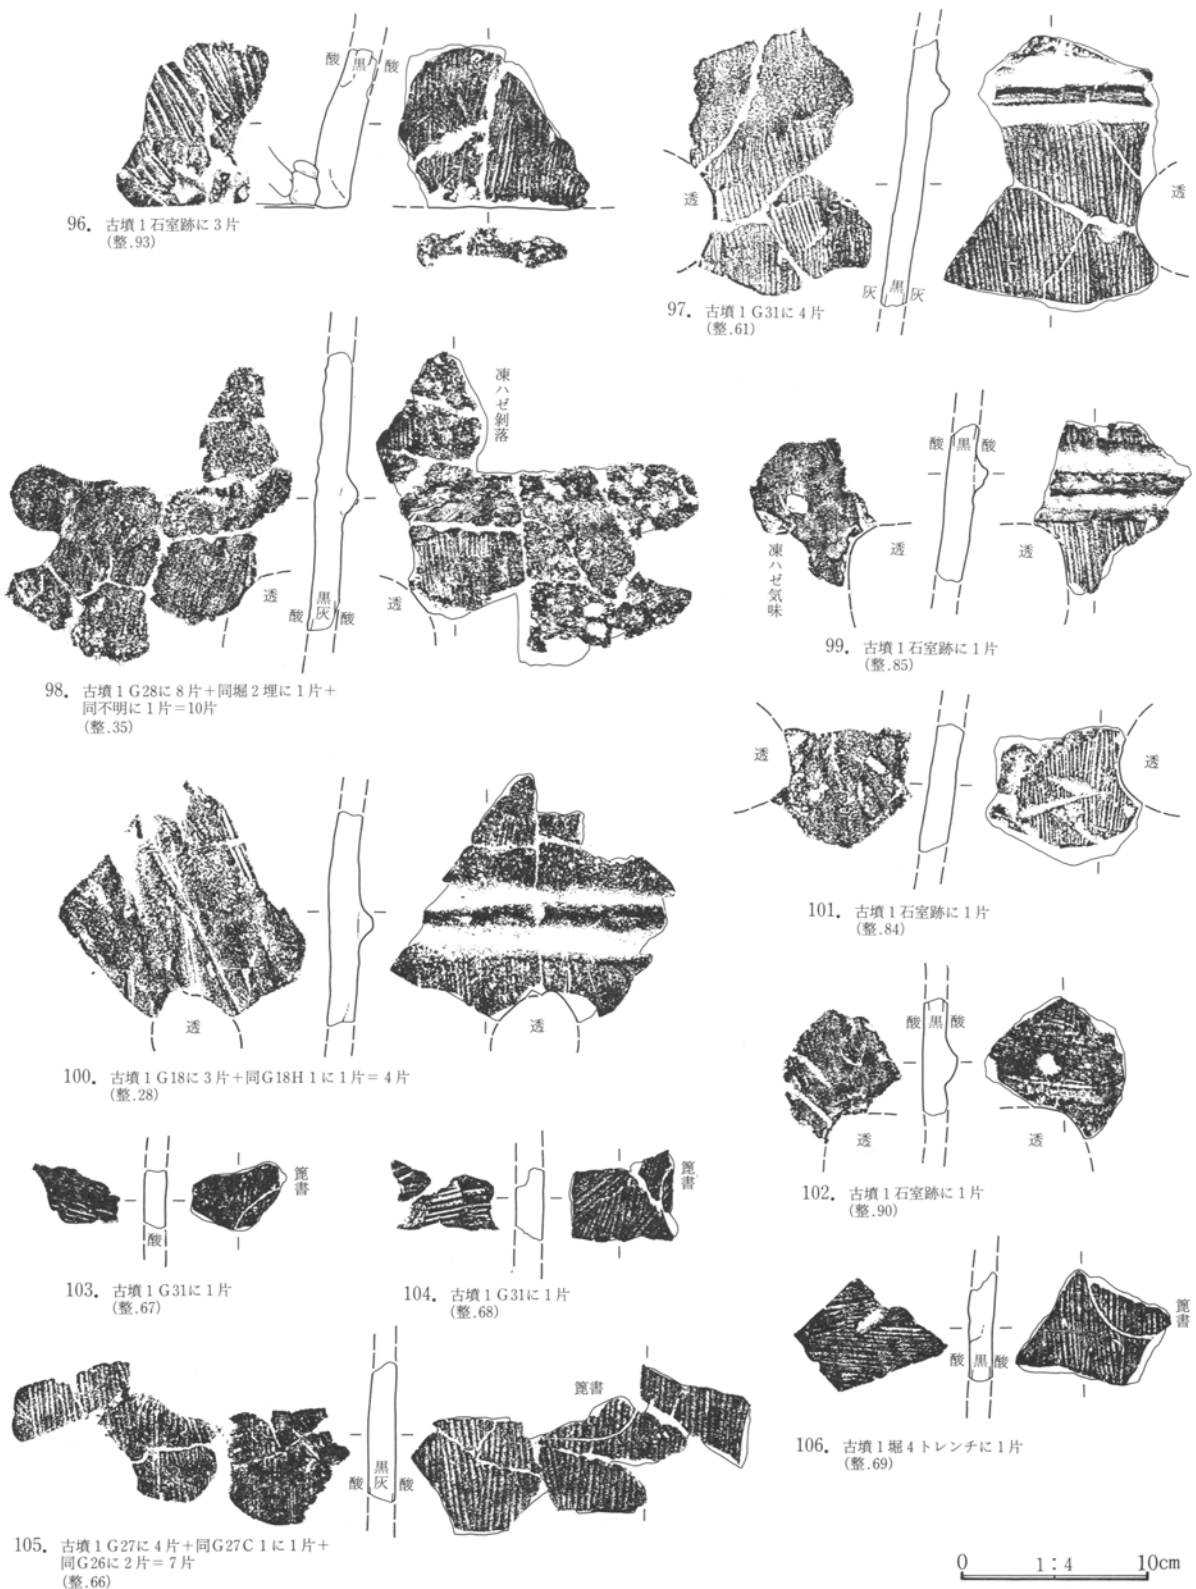 酸 黒 酸
96. 古墳1石室跡に3片
(整.93)
透
透
灰 黒 灰
97. 古墳1G31に4片
(整.61)
凍ハゼ剝落
透
酸 黒灰 酸
透
98. 古墳1G28に8片+同堀2埋に1片+
同不明に1片=10片
(整.35)
酸 黒 酸
凍ハゼ気味
透
透
99. 古墳1石室跡に1片
(整.85)
透
透
101. 古墳1石室跡に1片
(整.84)
透
透
100. 古墳1G18に3片+同G18H1に1片=4片
(整.28)
酸 黒 酸
透
透
102. 古墳1石室跡に1片
(整.90)
酸
篦書
103. 古墳1G31に1片
(整.67)
篦書
104. 古墳1G31に1片
(整.68)
篦書
酸 黒灰 酸
105. 古墳1G27に4片+同G27C1に1片+
同G26に2片=7片
(整.66)
篦書
酸 黒 酸
106. 古墳1堀4トレンチに1片
(整.69)
0 1:4 10cm